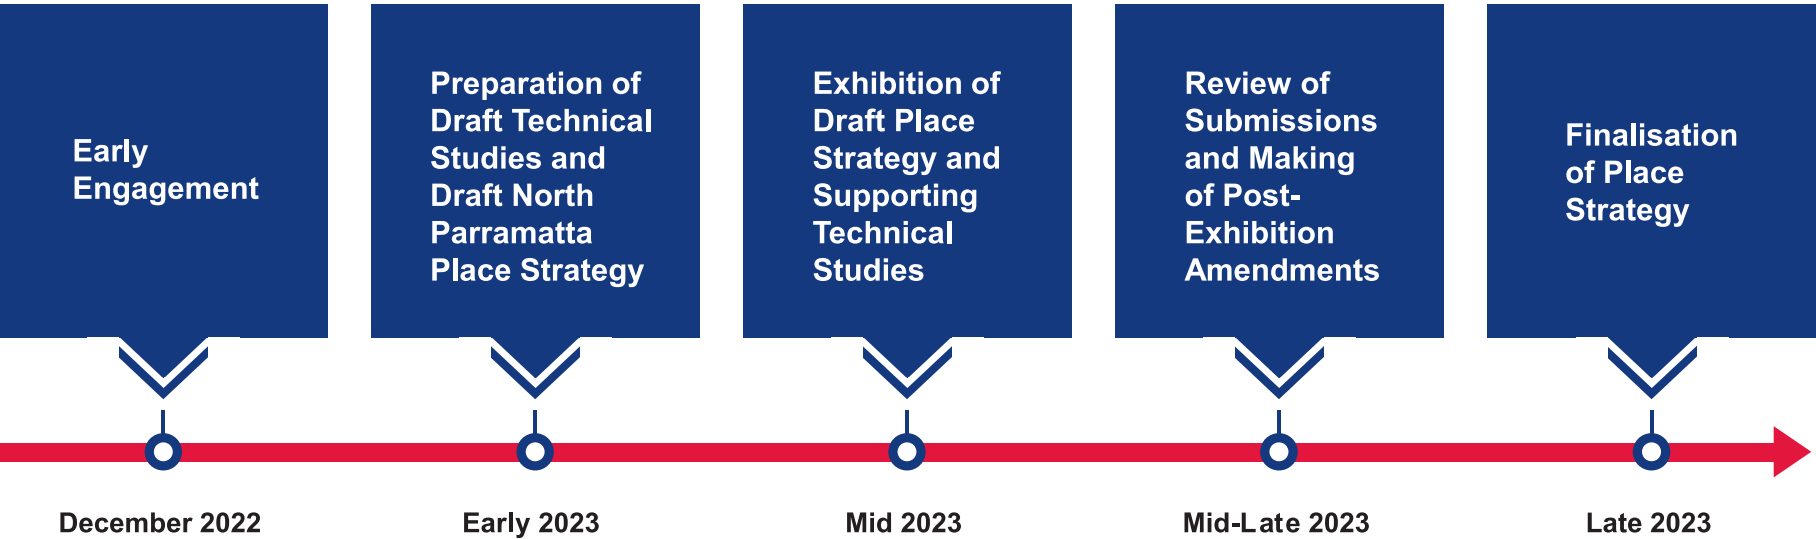 Early
Engagement
Preparation of
Draft Technical
Studies and
Draft North
Parramatta
Place Strategy
Exhibition of
Draft Place
Strategy and
Supporting
Technical
Studies
Review of
Submissions
and Making
of Post-
Exhibition
Amendments
Finalisation
of Place
Strategy
December 2022
Early 2023
Mid 2023
Mid-Late 2023
Late 2023